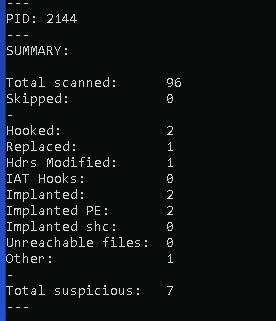 ---
PID: 2144
---
SUMMARY:
Total scanned: 96
Skipped: 0
-
Hooked: 2
Replaced: 1
Hdrs Modified: 1
IAT Hooks: 0
Implanted: 2
Implanted PE: 2
Implanted shc: 0
Unreachable files: 0
Other: 1
-
Total suspicious: 7
---